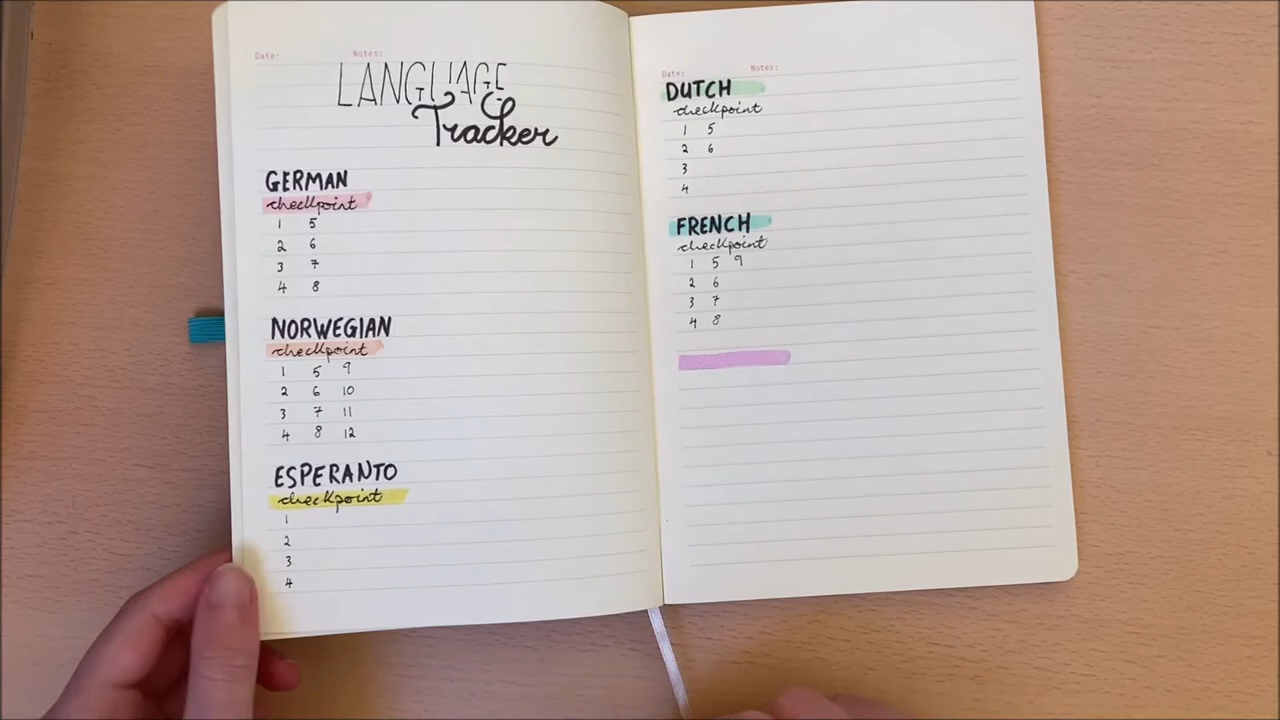 Date: Notes:
LANGUAGE
Tracker
GERMAN
checkpoint
1 5
2 6
3 7
4 8
NORWEGIAN
checkpoint
1 5 9
2 6 10
3 7 11
4 8 12
ESPERANTO
checkpoint
1
2
3
4
Date: Notes:
DUTCH
checkpoint
1 5
2 6
3
4
FRENCH
checkpoint
1 5 9
2 6
3 7
4 8